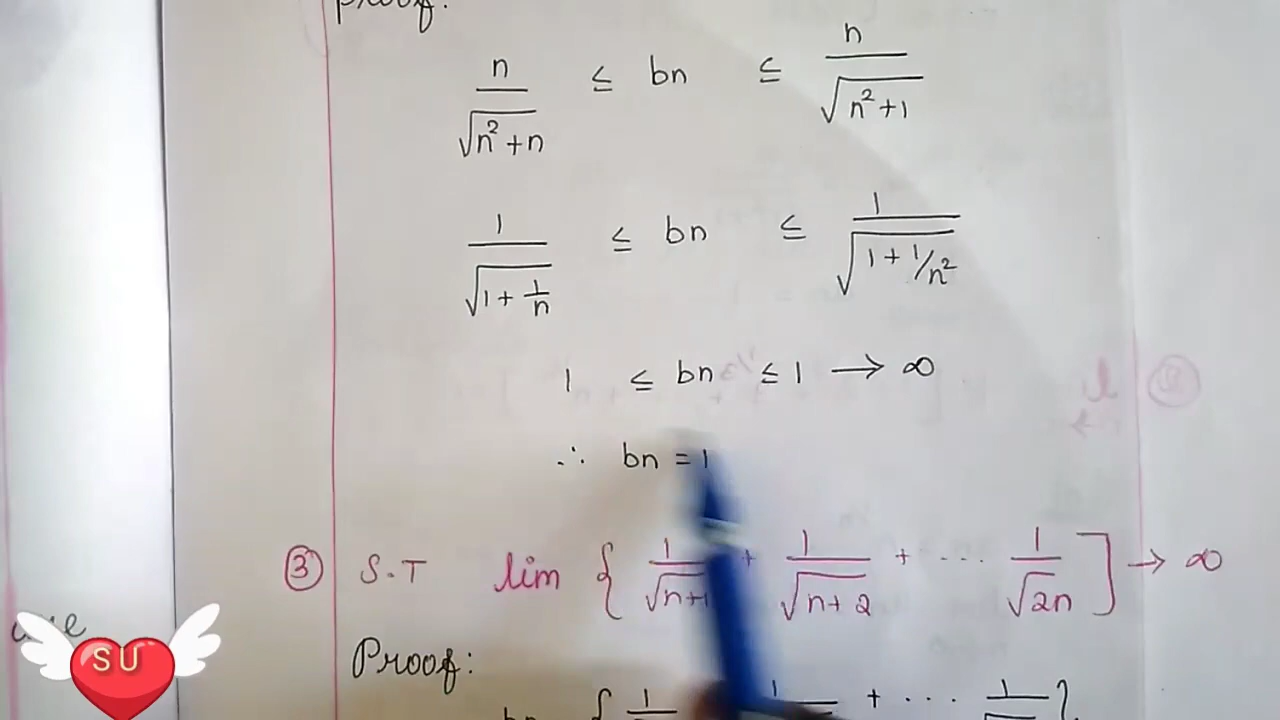 Proof:
n/√(n²+n) ≤ bn ≤ n/√(n²+1)
1/√(1+1/n) ≤ bn ≤ 1/√(1+1/n²)
1 ≤ bn ≤ 1 → ∞
∴ bn = 1
③ S.T lim { 1/√(n+1) + 1/√(n+2) + ... 1/√2n ] → ∞
Proof:
SU